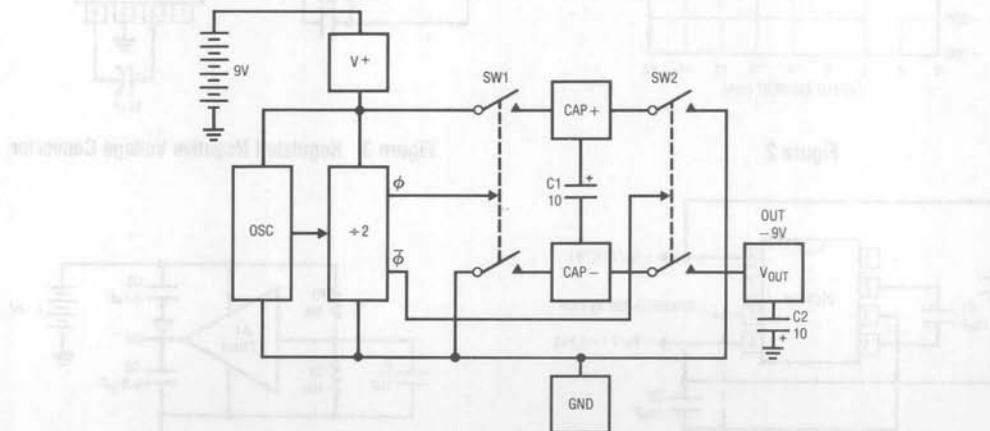 9V
V+
SW1
SW2
CAP+
C1
10
+
OSC
÷2
ϕ
ϕ̅
CAP−
OUT
−9V
VOUT
C2
10
+
GND
Figure 2
Figure 3. Regulated Negative Voltage Converter